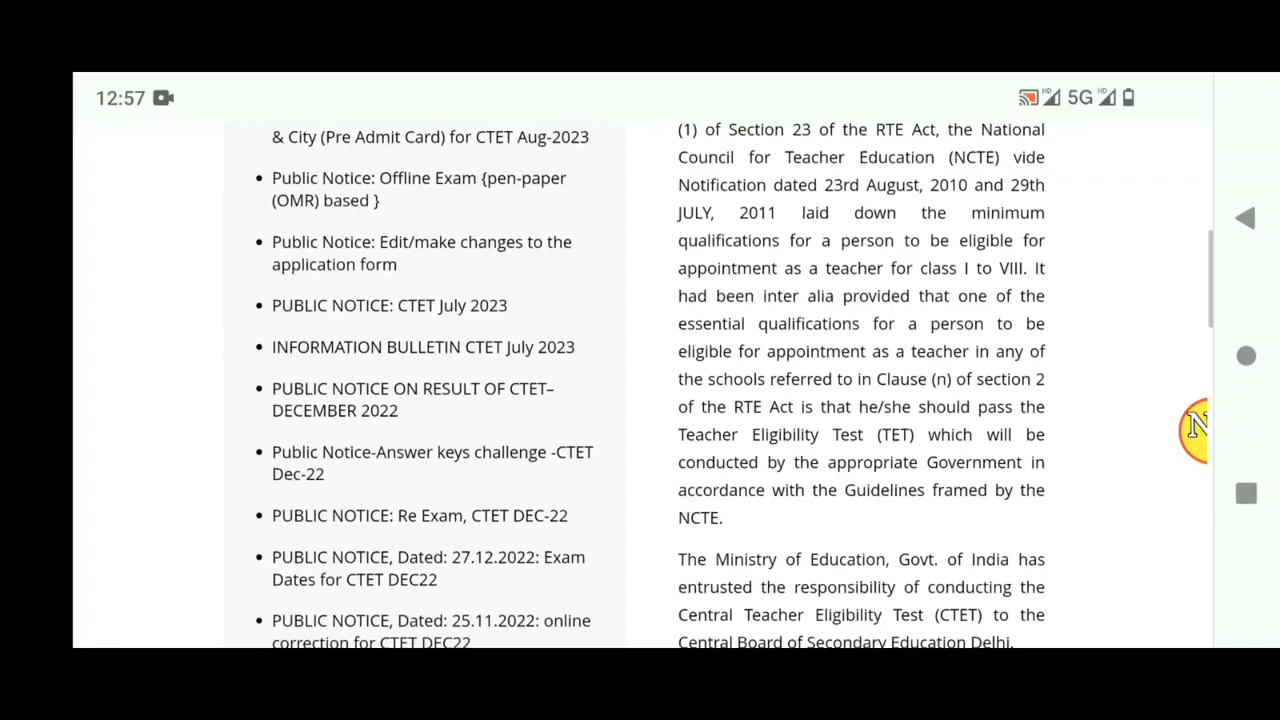 12:57
HD 5G HD
& City (Pre Admit Card) for CTET Aug-2023
Public Notice: Offline Exam {pen-paper
(OMR) based }
Public Notice: Edit/make changes to the
application form
PUBLIC NOTICE: CTET July 2023
INFORMATION BULLETIN CTET July 2023
PUBLIC NOTICE ON RESULT OF CTET–
DECEMBER 2022
Public Notice-Answer keys challenge -CTET
Dec-22
PUBLIC NOTICE: Re Exam, CTET DEC-22
PUBLIC NOTICE, Dated: 27.12.2022: Exam
Dates for CTET DEC22
PUBLIC NOTICE, Dated: 25.11.2022: online
correction for CTET DEC22
(1) of Section 23 of the RTE Act, the National
Council for Teacher Education (NCTE) vide
Notification dated 23rd August, 2010 and 29th
JULY, 2011 laid down the minimum
qualifications for a person to be eligible for
appointment as a teacher for class I to VIII. It
had been inter alia provided that one of the
essential qualifications for a person to be
eligible for appointment as a teacher in any of
the schools referred to in Clause (n) of section 2
of the RTE Act is that he/she should pass the
Teacher Eligibility Test (TET) which will be
conducted by the appropriate Government in
accordance with the Guidelines framed by the
NCTE.
The Ministry of Education, Govt. of India has
entrusted the responsibility of conducting the
Central Teacher Eligibility Test (CTET) to the
Central Board of Secondary Education Delhi.
N